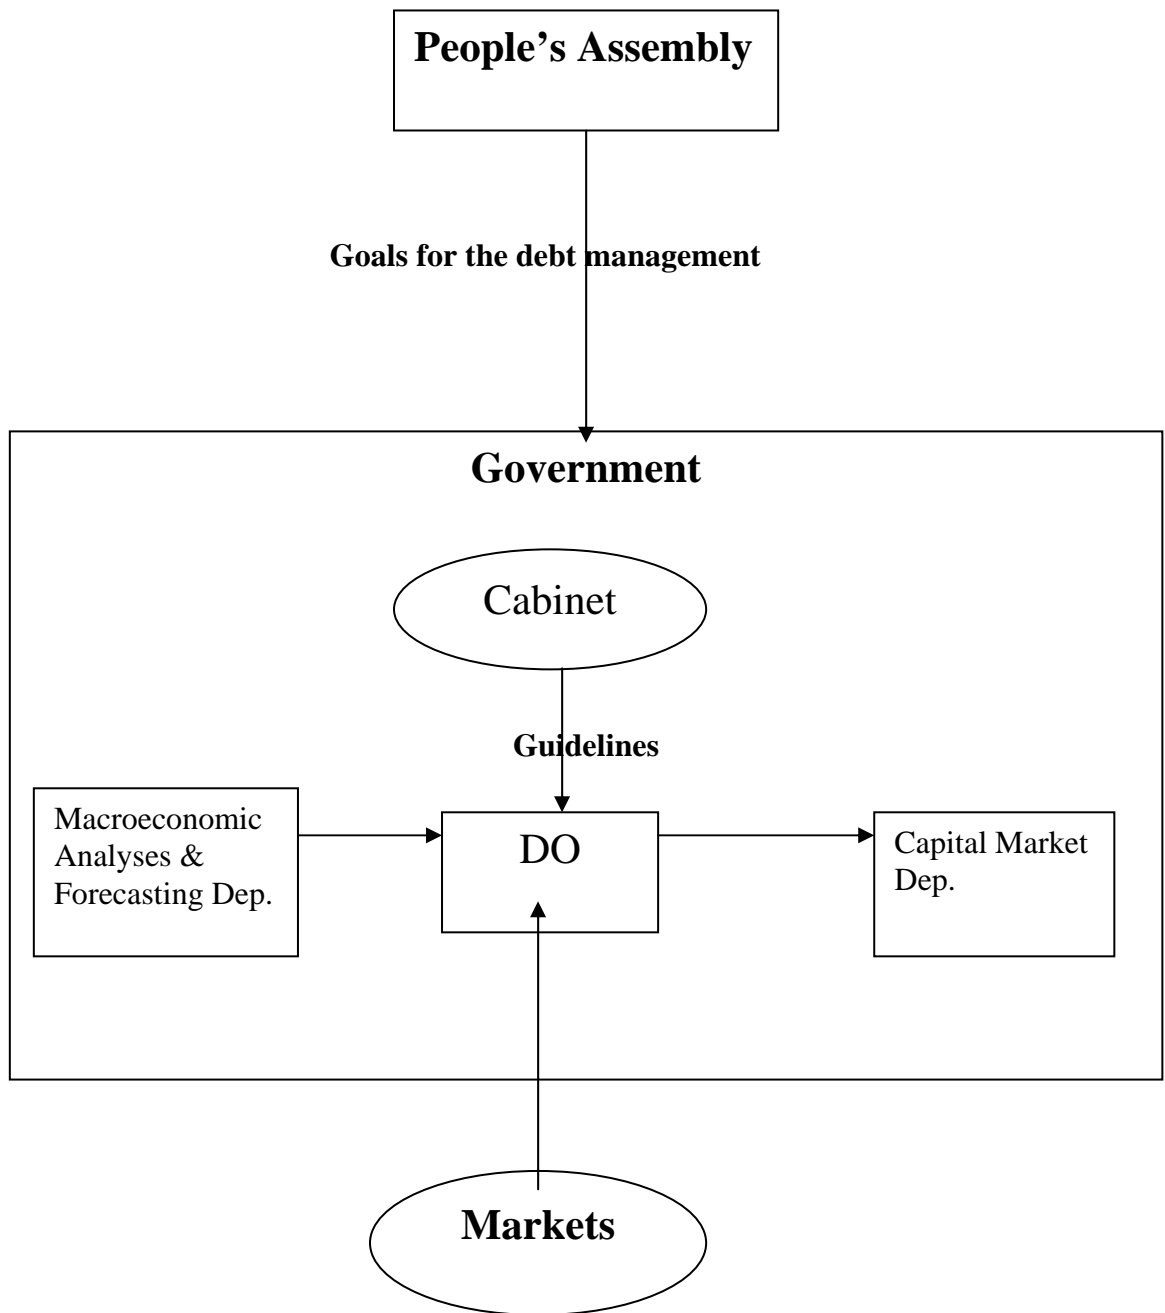 People’s Assembly
Goals for the debt management
Government
Cabinet
Guidelines
Macroeconomic
Analyses &
Forecasting Dep.
DO
Capital Market
Dep.
Markets